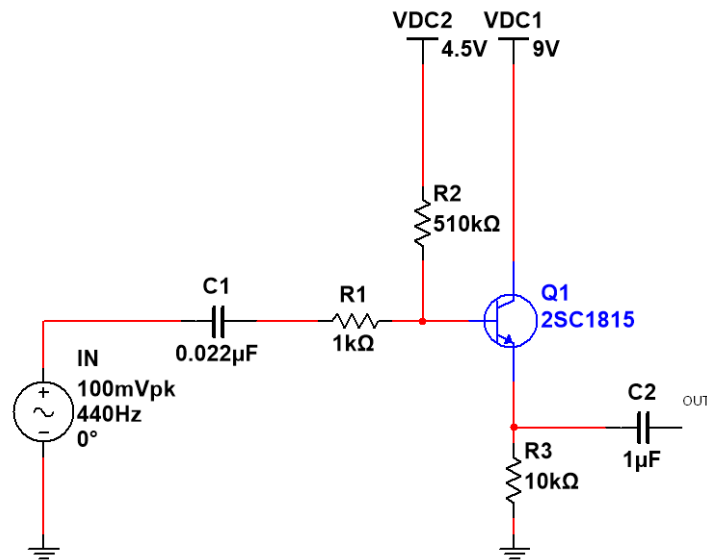 VDC2
4.5V
VDC1
9V
R2
510kΩ
C1
0.022µF
R1
1kΩ
Q1
2SC1815
IN
100mVpk
440Hz
0°
C2
1µF
OUT
R3
10kΩ